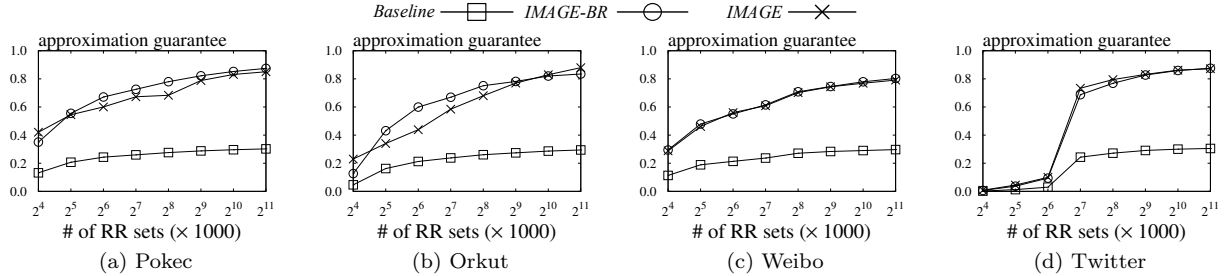 Baseline IMAGE-BR IMAGE
approximation guarantee
1.0
0.8
0.6
0.4
0.2
0.0
2^4 2^5 2^6 2^7 2^8 2^9 2^10 2^11
# of RR sets (× 1000)
(a) Pokec
approximation guarantee
1.0
0.8
0.6
0.4
0.2
0.0
2^4 2^5 2^6 2^7 2^8 2^9 2^10 2^11
# of RR sets (× 1000)
(b) Orkut
approximation guarantee
1.0
0.8
0.6
0.4
0.2
0.0
2^4 2^5 2^6 2^7 2^8 2^9 2^10 2^11
# of RR sets (× 1000)
(c) Weibo
approximation guarantee
1.0
0.8
0.6
0.4
0.2
0.0
2^4 2^5 2^6 2^7 2^8 2^9 2^10 2^11
# of RR sets (× 1000)
(d) Twitter